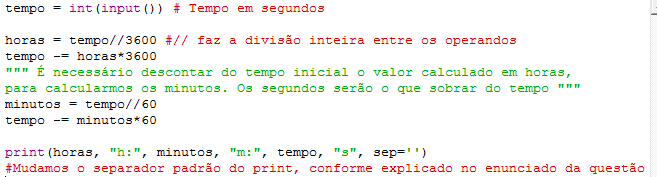 tempo = int(input()) # Tempo em segundos
horas = tempo//3600 #// faz a divisão inteira entre os operandos
tempo -= horas*3600
""" É necessário descontar do tempo inicial o valor calculado em horas,
para calcularmos os minutos. Os segundos serão o que sobrar do tempo """
minutos = tempo//60
tempo -= minutos*60
print(horas, "h:", minutos, "m:", tempo, "s", sep='')
#Mudamos o separador padrão do print, conforme explicado no enunciado da questão